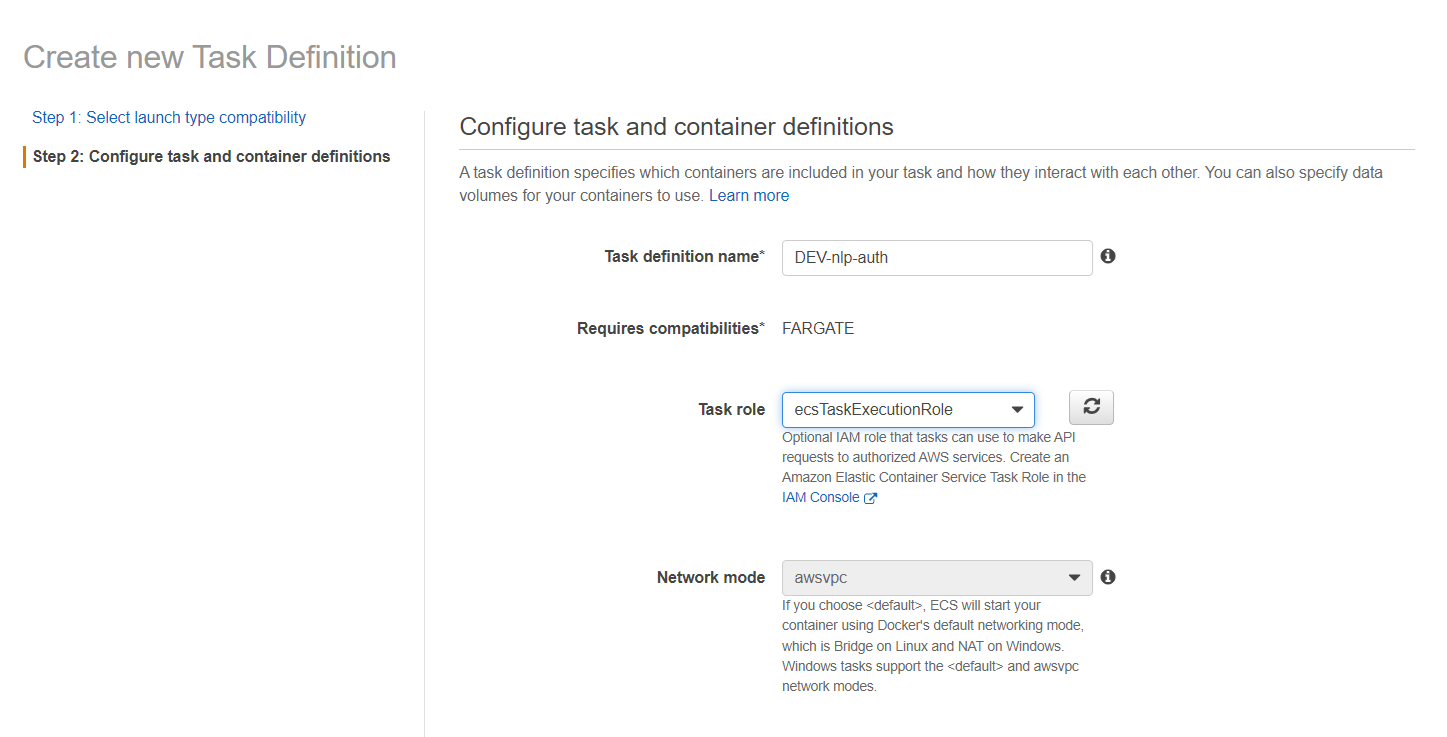 Create new Task Definition
Step 1: Select launch type compatibility
Step 2: Configure task and container definitions
Configure task and container definitions
A task definition specifies which containers are included in your task and how they interact with each other. You can also specify data
volumes for your containers to use. Learn more
Task definition name*
DEV-nlp-auth
Requires compatibilities*
FARGATE
Task role
ecsTaskExecutionRole
Optional IAM role that tasks can use to make API
requests to authorized AWS services. Create an
Amazon Elastic Container Service Task Role in the
IAM Console
Network mode
awsvpc
If you choose <default>, ECS will start your
container using Docker's default networking mode,
which is Bridge on Linux and NAT on Windows.
Windows tasks support the <default> and awsvpc
network modes.